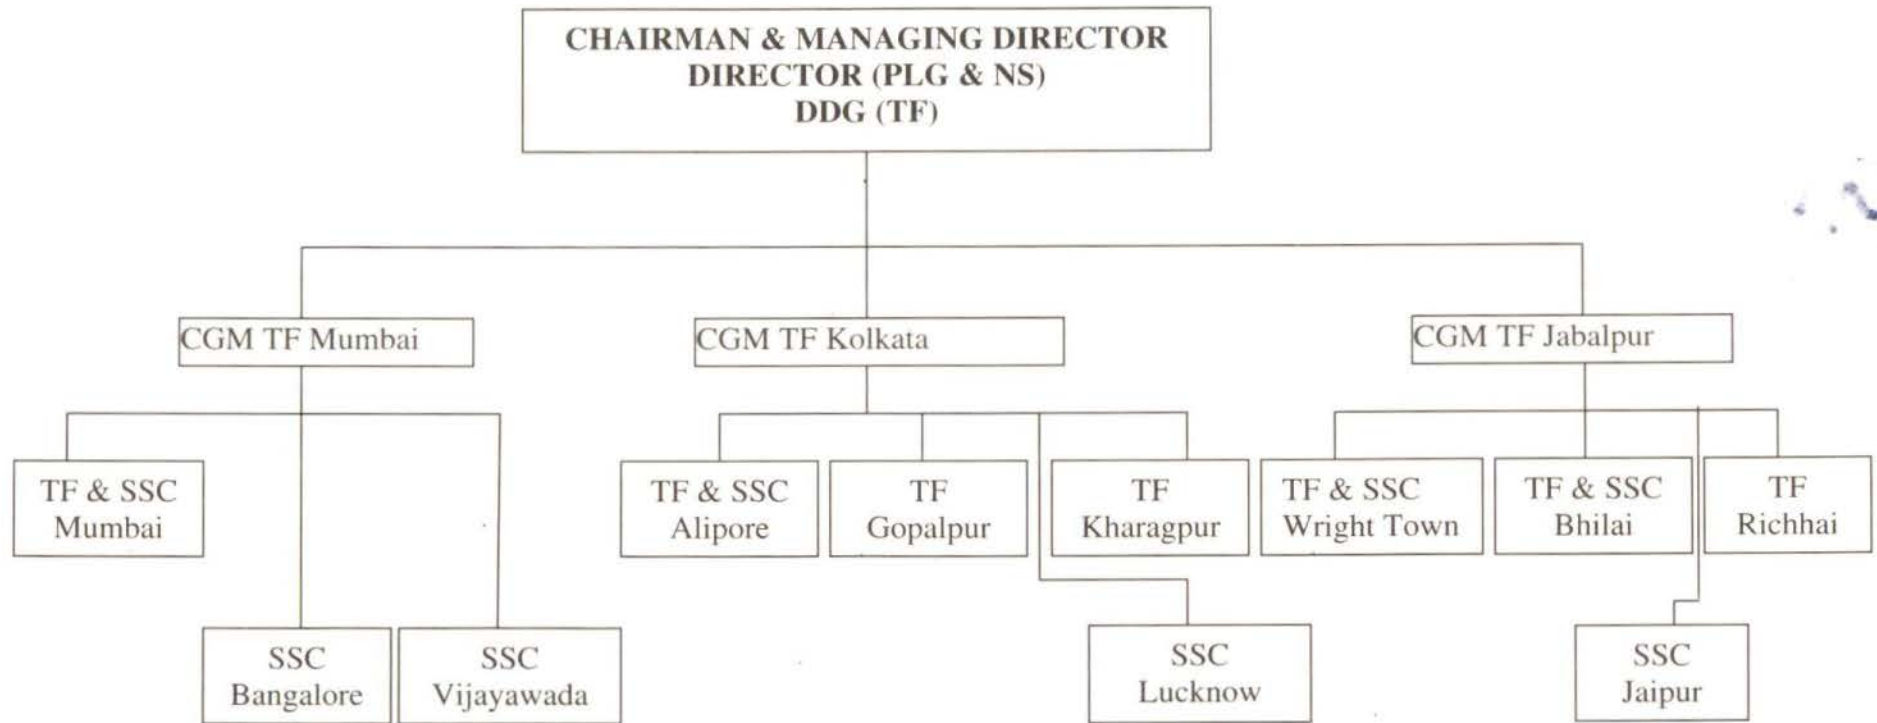 CHAIRMAN & MANAGING DIRECTOR
DIRECTOR (PLG & NS)
DDG (TF)
CGM TF Mumbai
CGM TF Kolkata
CGM TF Jabalpur
TF & SSC
Mumbai
TF & SSC
Alipore
TF
Gopalpur
TF
Kharagpur
TF & SSC
Wright Town
TF & SSC
Bhilai
TF
Richhai
SSC
Bangalore
SSC
Vijayawada
SSC
Lucknow
SSC
Jaipur